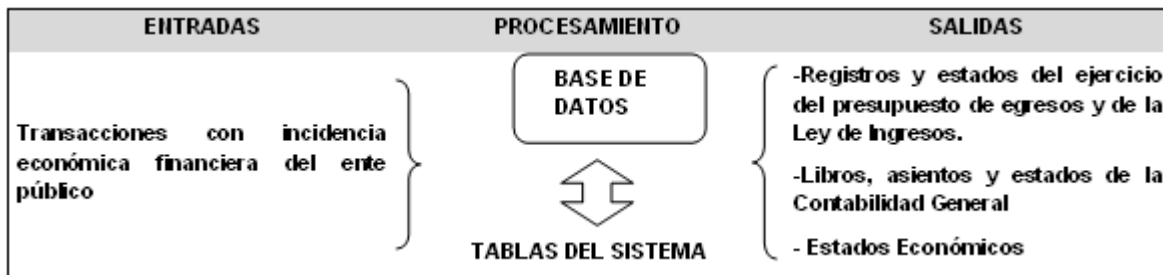 ENTRADAS
PROCESAMIENTO
SALIDAS
Transacciones con incidencia
económica financiera del ente
público
BASE DE
DATOS
TABLAS DEL SISTEMA
-Registros y estados del ejercicio
del presupuesto de egresos y de la
Ley de Ingresos.
-Libros, asientos y estados de la
Contabilidad General
- Estados Económicos